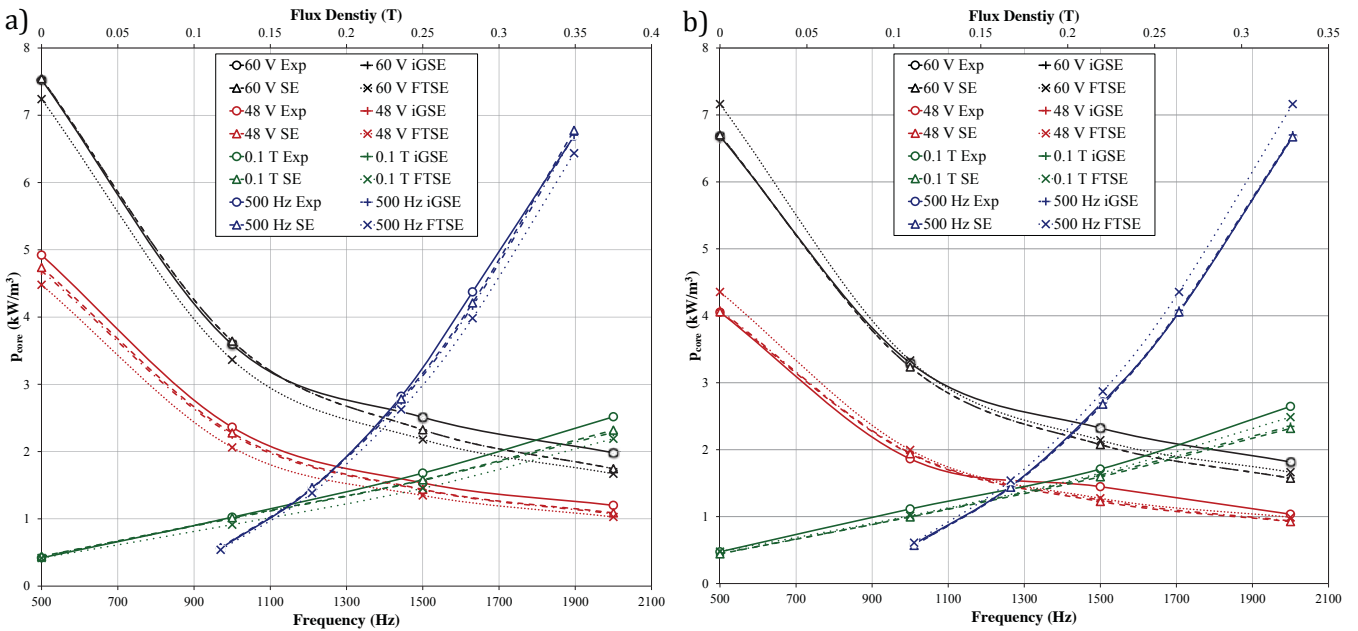 a)
Flux Denstiy (T)
0 0.05 0.1 0.15 0.2 0.25 0.3 0.35 0.4
8
7
6
5
4
3
2
1
0
p_core (kW/m³)
60 V Exp 60 V iGSE
60 V SE 60 V FTSE
48 V Exp 48 V iGSE
48 V SE 48 V FTSE
0.1 T Exp 0.1 T iGSE
0.1 T SE 0.1 T FTSE
500 Hz Exp 500 Hz iGSE
500 Hz SE 500 Hz FTSE
500 700 900 1100 1300 1500 1700 1900 2100
Frequency (Hz)
b)
Flux Denstiy (T)
0 0.05 0.1 0.15 0.2 0.25 0.3 0.35
8
7
6
5
4
3
2
1
0
p_core (kW/m³)
60 V Exp 60 V iGSE
60 V SE 60 V FTSE
48 V Exp 48 V iGSE
48 V SE 48 V FTSE
0.1 T Exp 0.1 T iGSE
0.1 T SE 0.1 T FTSE
500 Hz Exp 500 Hz iGSE
500 Hz SE 500 Hz FTSE
500 700 900 1100 1300 1500 1700 1900 2100
Frequency (Hz)